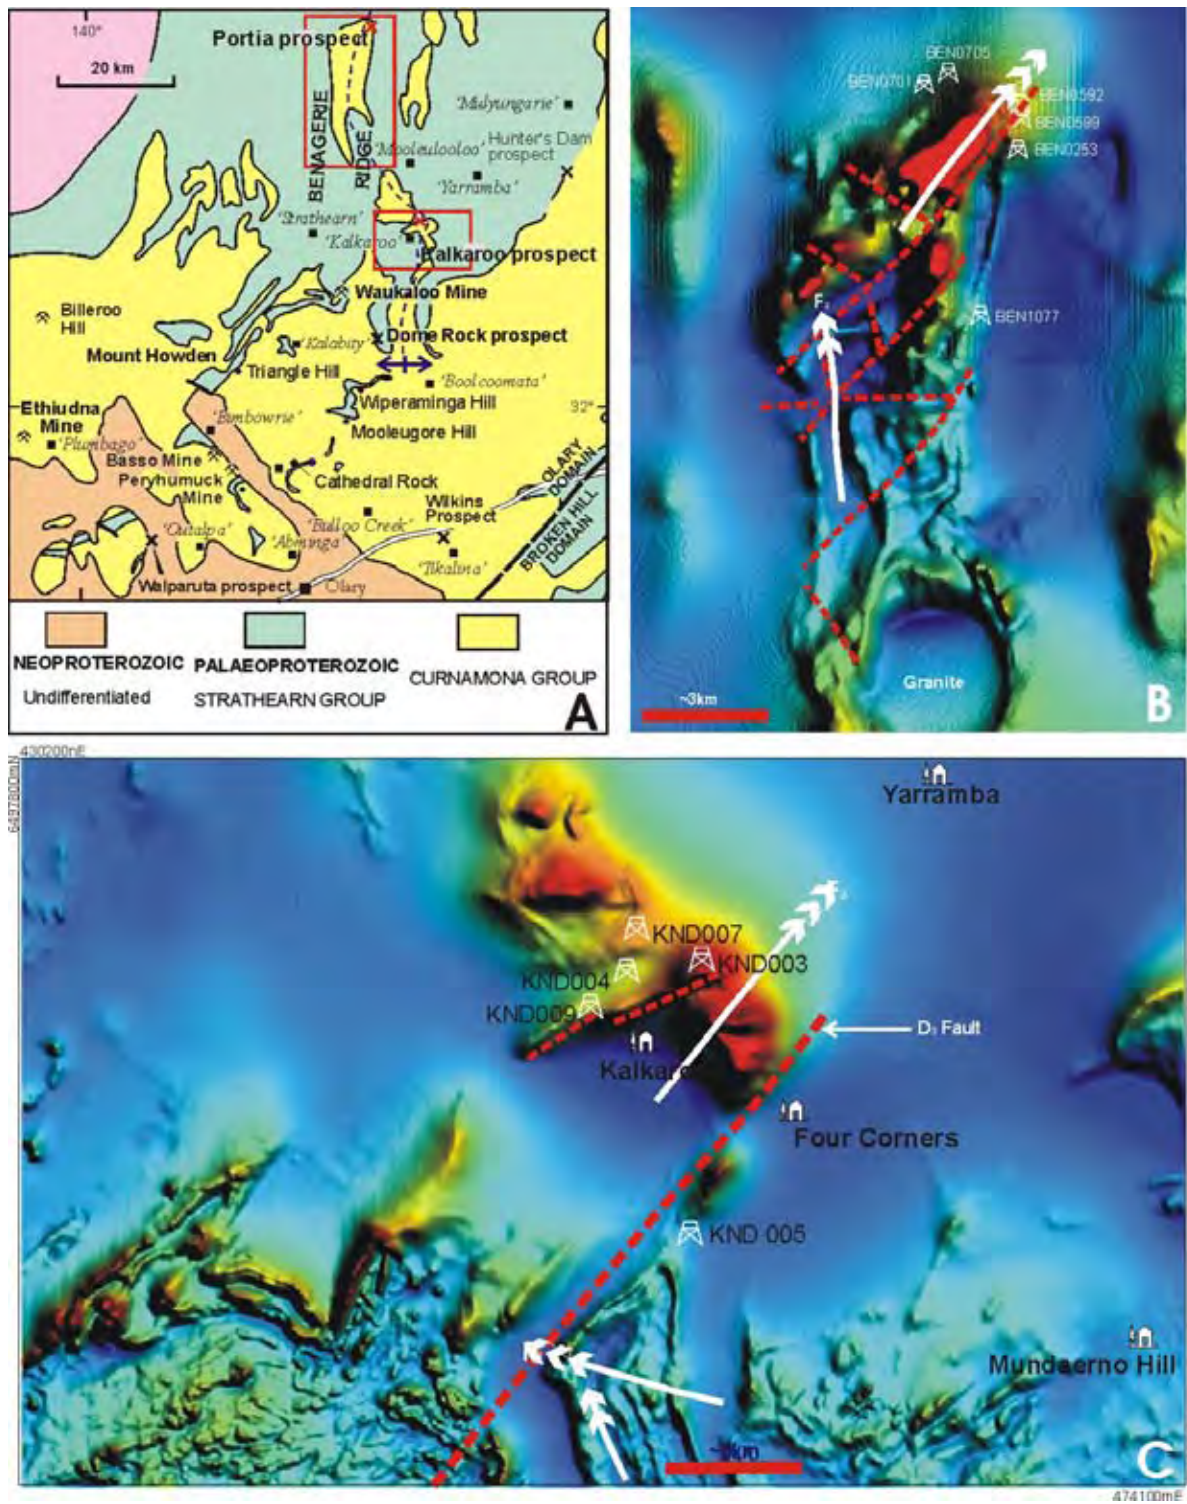 140°
20 km
Portia prospect
BENAGERIE
RIDGE
'Mulyungarie'
'Mooleulooloo'
Hunter's Dam
prospect
'Yarramba'
'Strathearn'
'Kalkaroo'
Kalkaroo prospect
Waukaloo Mine
Billeroo
Hill
Mount Howden
'Kalabity'
Dome Rock prospect
Triangle Hill
'Boolcoomata'
Wiperaminga Hill
32°
Ethiudna
Mine
'Plumbago'
'Bimbowrie'
Mooleugore Hill
Basso Mine
Peryhumuck
Mine
Cathedral Rock
Wilkins
Prospect
OLARY
DOMAIN
BROKEN HILL
DOMAIN
'Outalpa'
'Bulloo Creek'
'Abminga'
'Tikalina'
Walparuta prospect
Olary
NEOPROTEROZOIC
Undifferentiated
PALAEOPROTEROZOIC
STRATHEARN GROUP
CURNAMONA GROUP
A
BEN0705
BEN0701
BEN0592
BEN0599
BEN0253
BEN1077
Granite
~3km
B
430200nE
6497800mN
Yarramba
KND007
KND003
KND004
KND009
Kalkaro
D₃ Fault
Four Corners
KND 005
Mundaerno Hill
C
474100mE